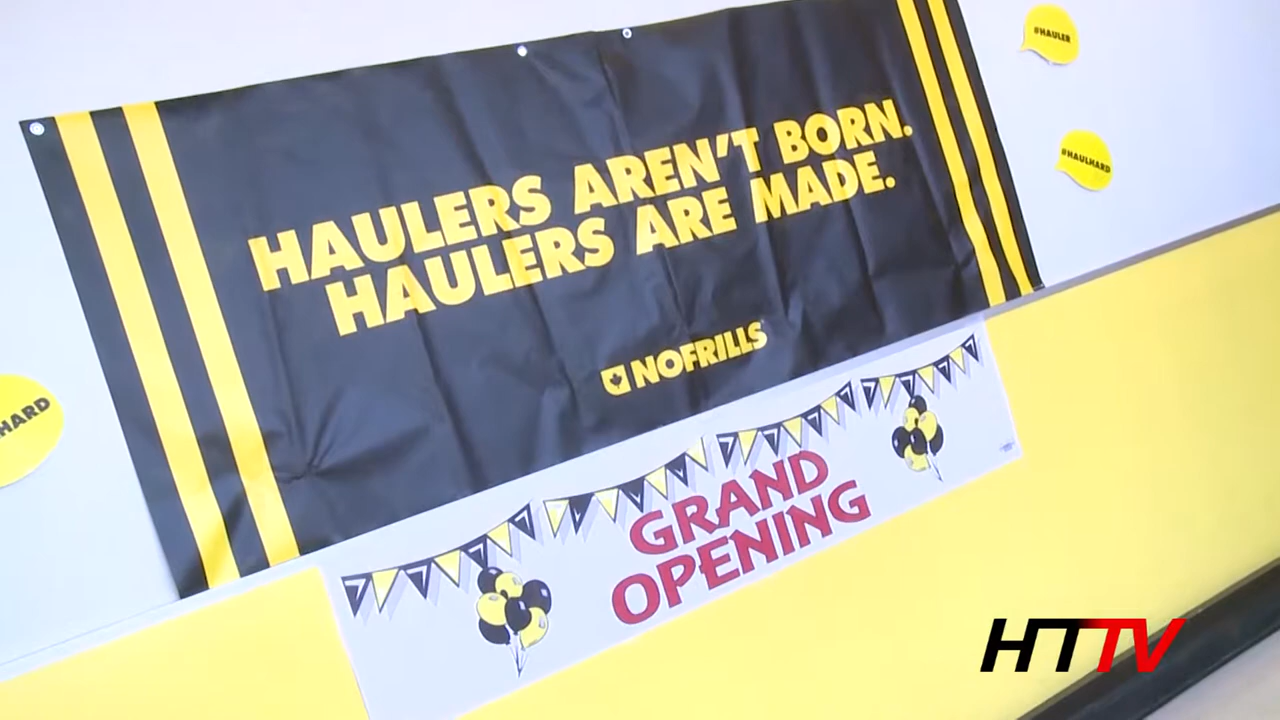 #HAULER
HAULERS AREN'T BORN.
HAULERS ARE MADE.
#HAULHARD
NOFRILLS
HARD
GRAND
OPENING
HTTV